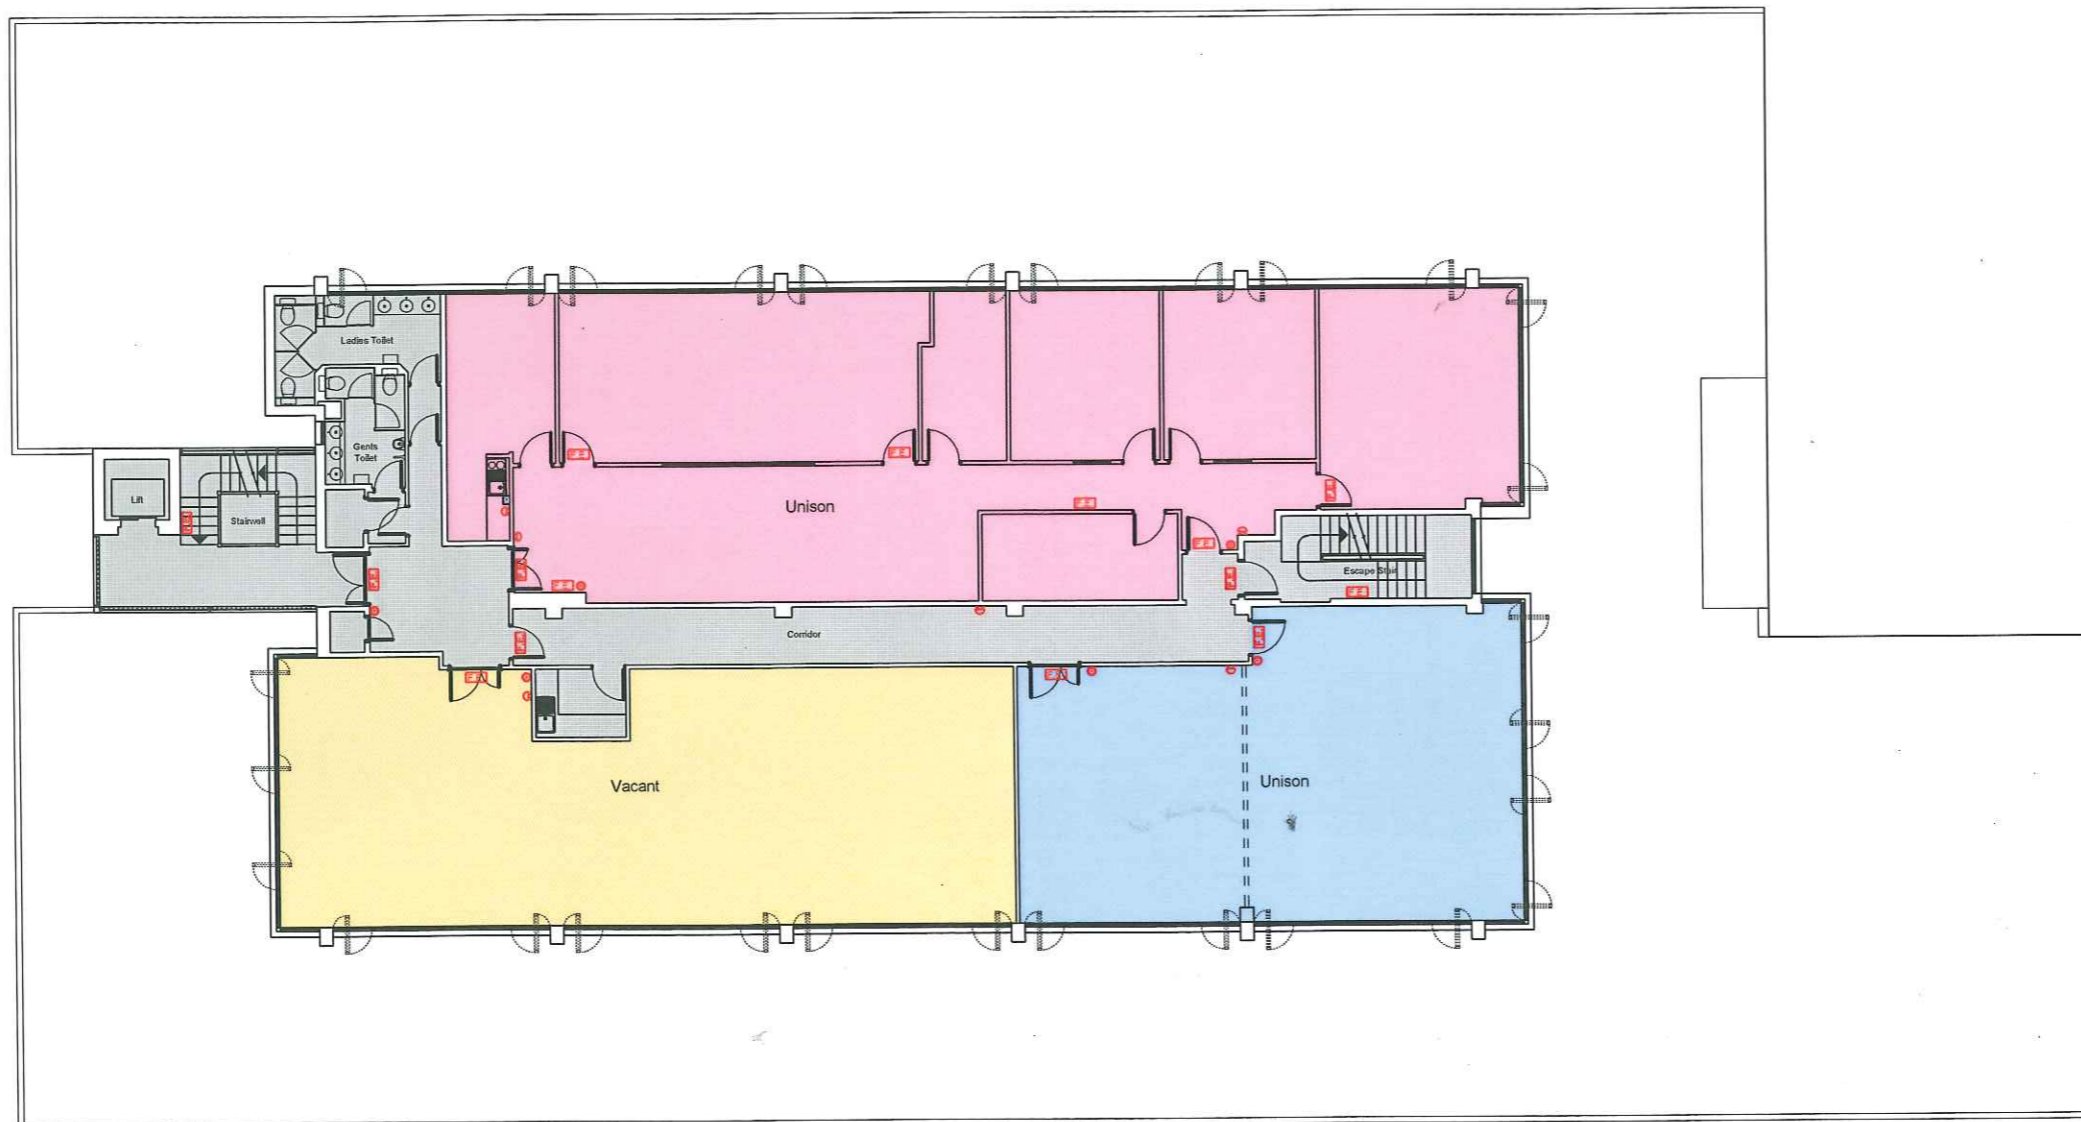 Ladies Toilet
Gents
Toilet
Lift
Stairwell
Unison
Escape Stair
Corridor
Vacant
Unison